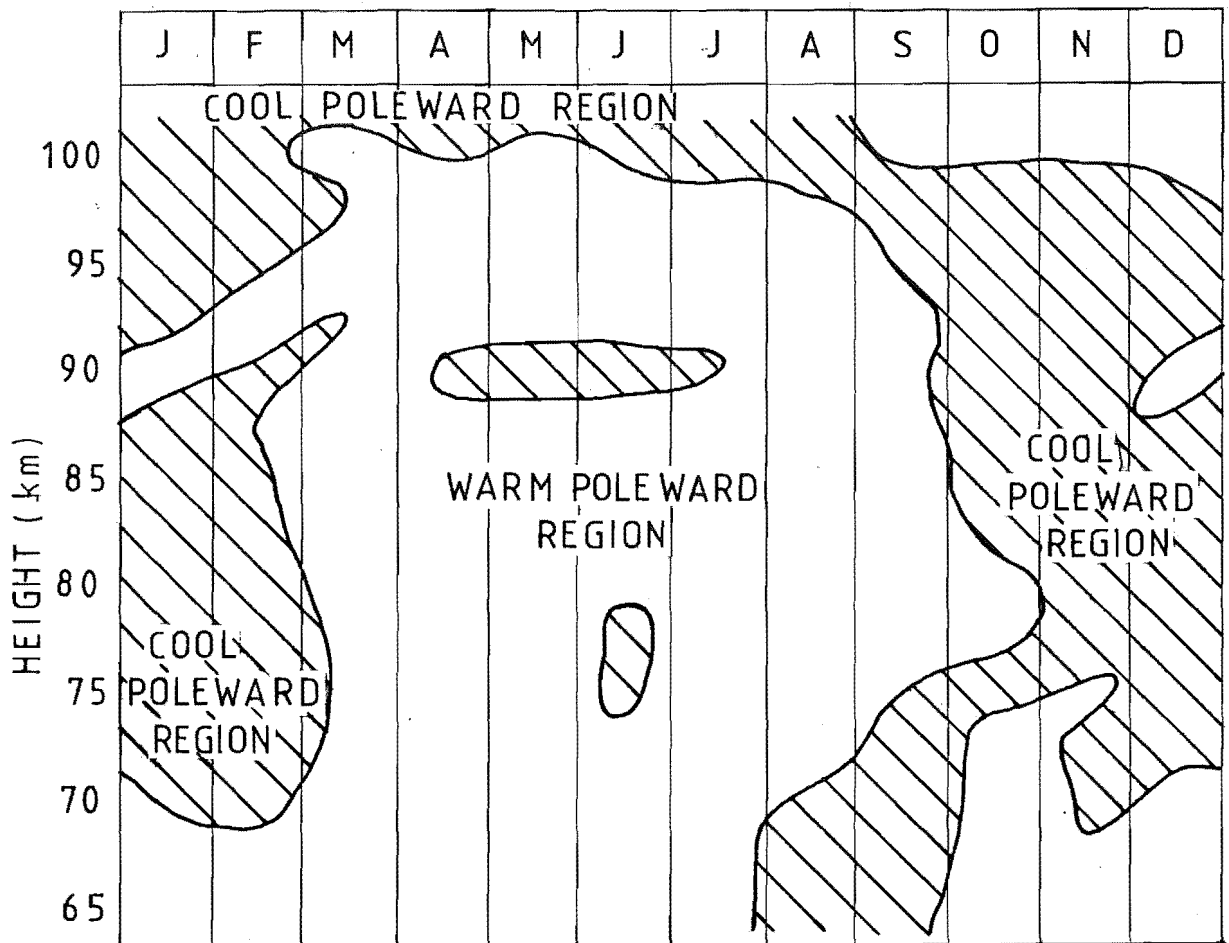 J F M A M J J A S O N D
COOL POLEWARD REGION
100
95
90
85
80
75
70
65
HEIGHT (km)
WARM POLEWARD
REGION
COOL
POLEWARD
REGION
COOL
POLEWARD
REGION